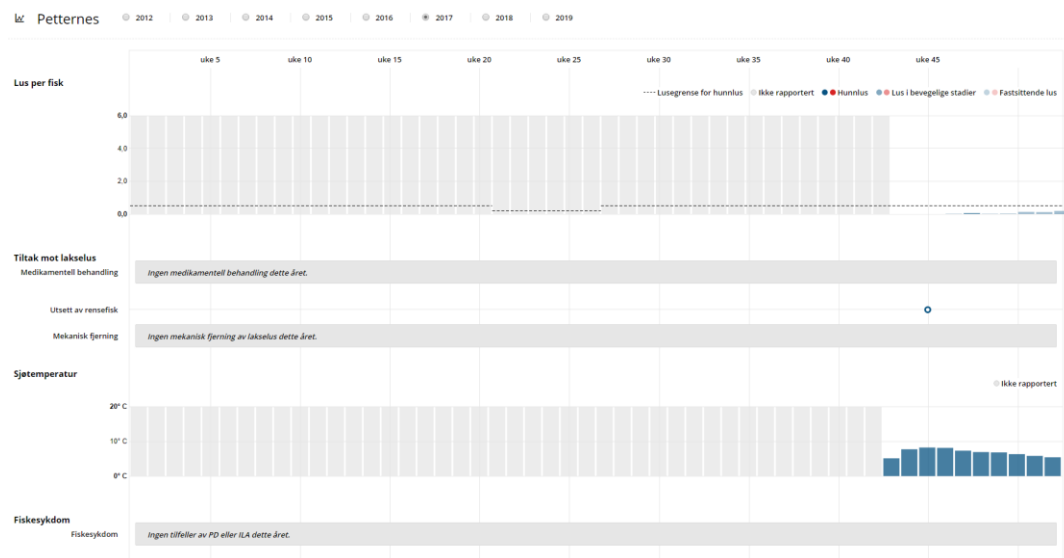 Petternes 2012 2013 2014 2015 2016 2017 2018 2019
uke 5 uke 10 uke 15 uke 20 uke 25 uke 30 uke 35 uke 40 uke 45
Lus per fisk
Lusegrense for hunnlus Ikke rapportert Hunnlus Lus i bevegelige stadier Fastsittende lus
6,0
4,0
2,0
0,0
Tiltak mot lakselus
Medikamentell behandling Ingen medikamentell behandling dette året.
Utsett av rensefisk
Mekanisk fjerning Ingen mekanisk fjerning av lakselus dette året.
Sjøtemperatur
Ikke rapportert
20° C
10° C
0° C
Fiskesykdom
Fiskesykdom Ingen tilfeller av PD eller ILA dette året.